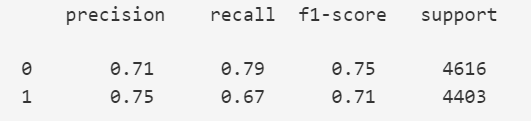 precision recall f1-score support
0 0.71 0.79 0.75 4616
1 0.75 0.67 0.71 4403